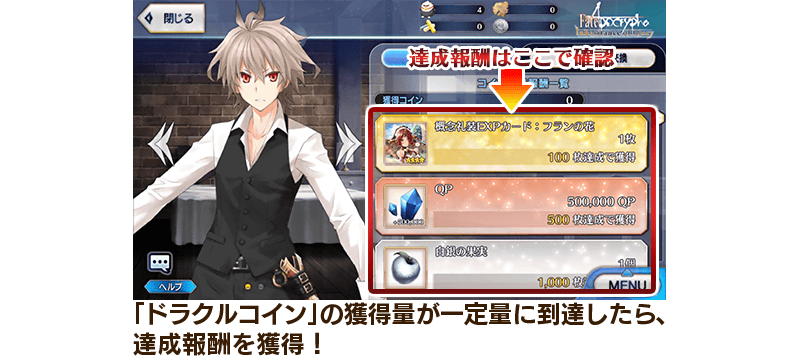 閉じる
4
0
0
0
Fate/Apocrypha
達成報酬はここで確認
換
コイ
酬一覧
獲得コイン
0
概念礼装EXPカード：フランの花
1枚
100 枚達成で獲得
QP
+500,000
500,000 QP
500 枚達成で獲得
白銀の果実
1個
1,000 枚
MENU
ヘルプ
「ドラクルコイン」の獲得量が一定量に到達したら、
達成報酬を獲得！